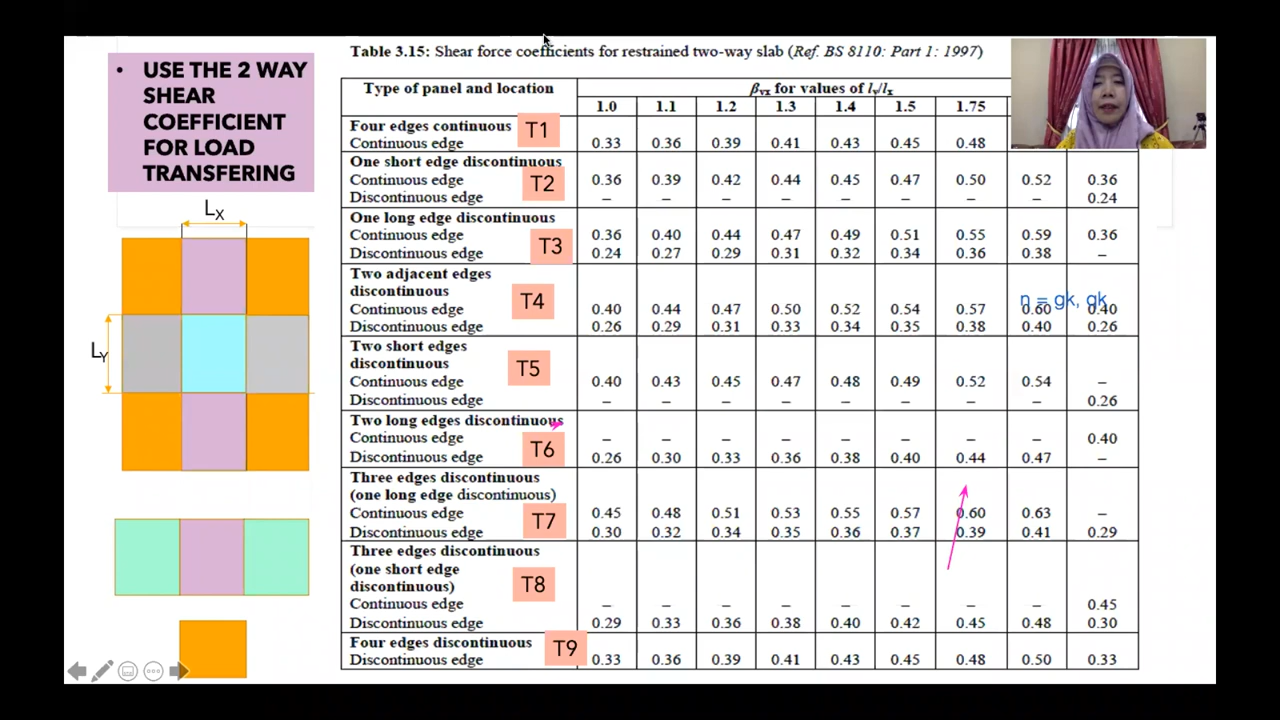 • USE THE 2 WAY
SHEAR
COEFFICIENT
FOR LOAD
TRANSFERING
LX
LY
Table 3.15: Shear force coefficients for restrained two-way slab (Ref. BS 8110: Part 1: 1997)
Type of panel and location βvx for values of ly/lx
1.0 1.1 1.2 1.3 1.4 1.5 1.75
Four edges continuous T1
Continuous edge 0.33 0.36 0.39 0.41 0.43 0.45 0.48
One short edge discontinuous T2
Continuous edge 0.36 0.39 0.42 0.44 0.45 0.47 0.50 0.52 0.36
Discontinuous edge – – – – – – – – 0.24
One long edge discontinuous T3
Continuous edge 0.36 0.40 0.44 0.47 0.49 0.51 0.55 0.59 0.36
Discontinuous edge 0.24 0.27 0.29 0.31 0.32 0.34 0.36 0.38 –
Two adjacent edges
discontinuous T4
n = gk, qk
Continuous edge 0.40 0.44 0.47 0.50 0.52 0.54 0.57 0.60 0.40
Discontinuous edge 0.26 0.29 0.31 0.33 0.34 0.35 0.38 0.40 0.26
Two short edges
discontinuous T5
Continuous edge 0.40 0.43 0.45 0.47 0.48 0.49 0.52 0.54 –
Discontinuous edge – – – – – – – – 0.26
Two long edges discontinuous T6
Continuous edge – – – – – – – – 0.40
Discontinuous edge 0.26 0.30 0.33 0.36 0.38 0.40 0.44 0.47 –
Three edges discontinuous
(one long edge discontinuous) T7
Continuous edge 0.45 0.48 0.51 0.53 0.55 0.57 0.60 0.63 –
Discontinuous edge 0.30 0.32 0.34 0.35 0.36 0.37 0.39 0.41 0.29
Three edges discontinuous
(one short edge
discontinuous) T8
Continuous edge – – – – – – – – 0.45
Discontinuous edge 0.29 0.33 0.36 0.38 0.40 0.42 0.45 0.48 0.30
Four edges discontinuous T9
Discontinuous edge 0.33 0.36 0.39 0.41 0.43 0.45 0.48 0.50 0.33